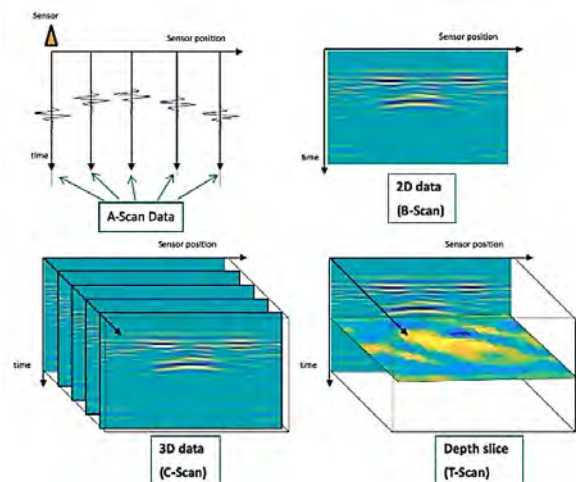 Sensor
Sensor position
time
A-Scan Data
Sensor position
time
2D data
(B-Scan)
Sensor position
time
3D data
(C-Scan)
Sensor position
time
Depth slice
(T-Scan)